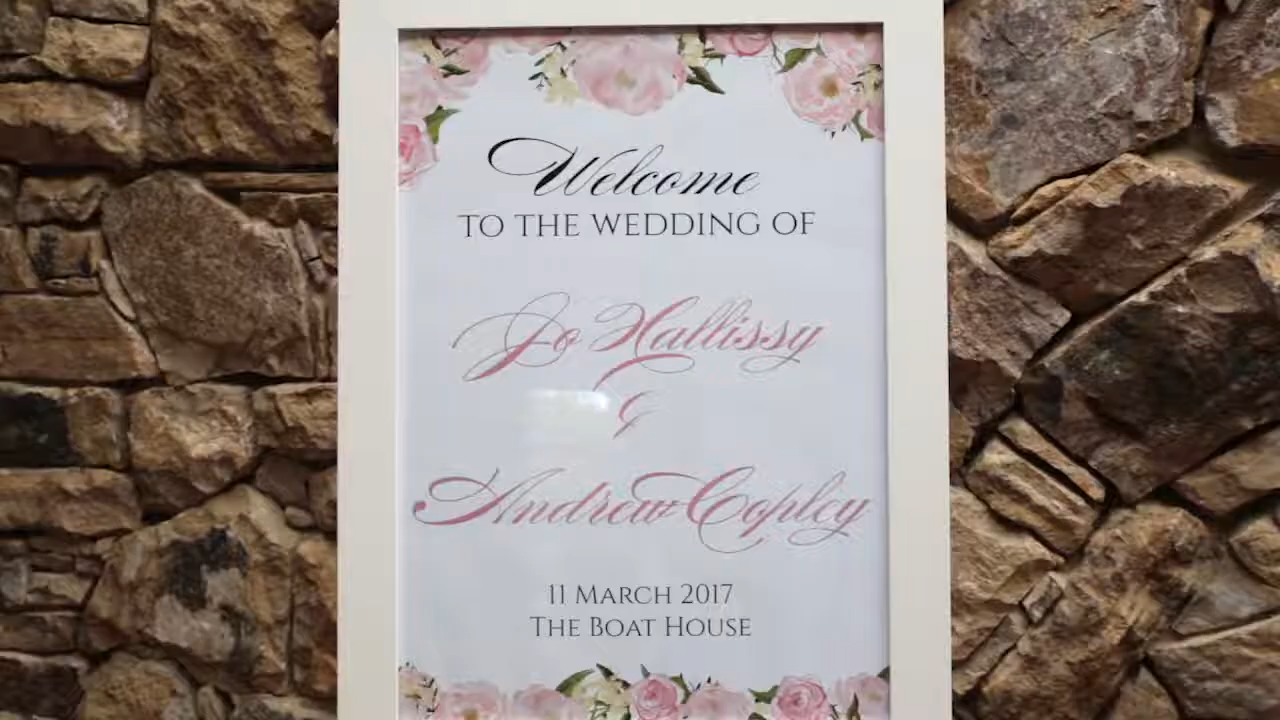 Welcome
TO THE WEDDING OF
Jo Hallissy
&
Andrew Copley
11 MARCH 2017
THE BOAT HOUSE